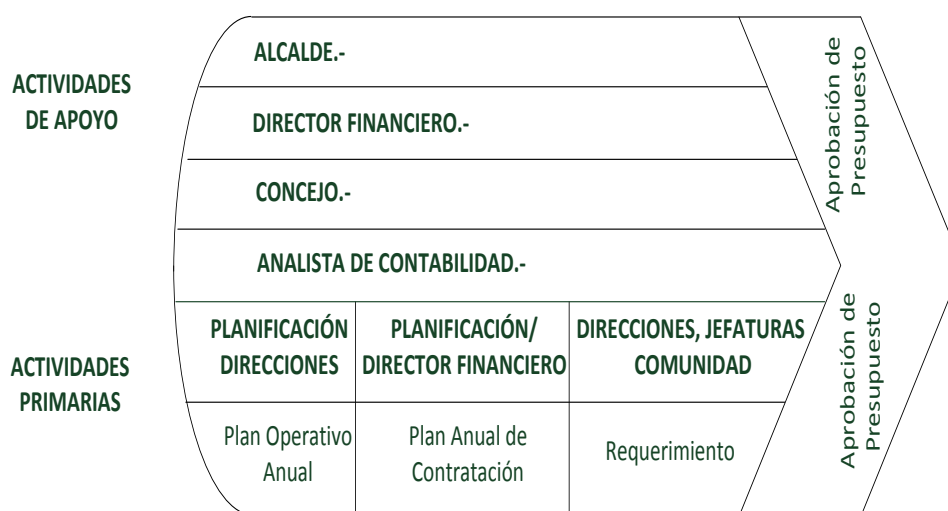 ACTIVIDADES
DE APOYO
ALCALDE.-
DIRECTOR FINANCIERO.-
CONCEJO.-
ANALISTA DE CONTABILIDAD.-
Aprobación de
Presupuesto
ACTIVIDADES
PRIMARIAS
PLANIFICACIÓN
DIRECCIONES
PLANIFICACIÓN/
DIRECTOR FINANCIERO
DIRECCIONES, JEFATURAS
COMUNIDAD
Plan Operativo
Anual
Plan Anual de
Contratación
Requerimiento
Aprobación de
Presupuesto